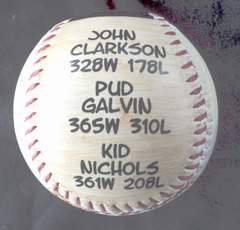 JOHN
CLARKSON
328W 178L
PUD
GALVIN
365W 310L
KID
NICHOLS
361W 208L